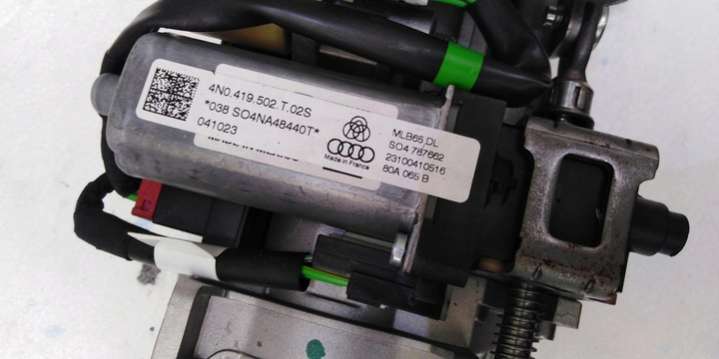 4N0.419.502.T.02S
*038 SO4NA48440T*
041023
Made in France
MLB65,DL
SO4 787662
23100410516
80A 065 B